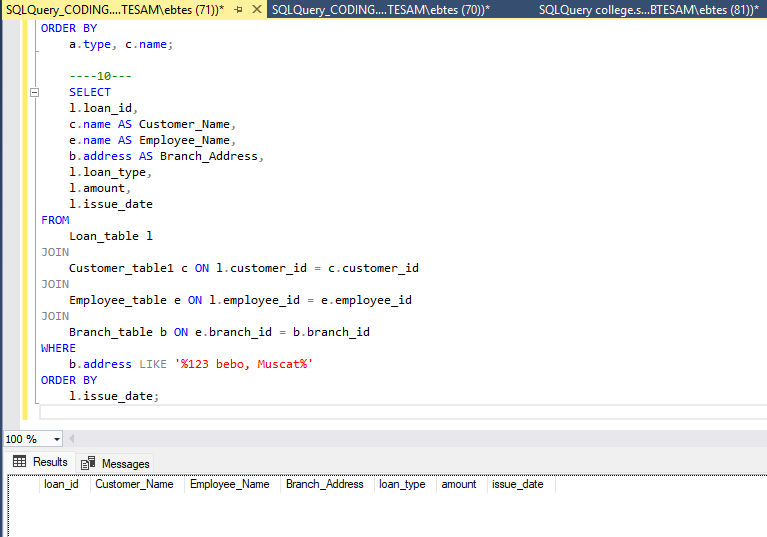 SQLQuery_CODING....TESAM\ebtes (71))* SQLQuery_CODING....TESAM\ebtes (70))* SQLQuery college.s...BTESAM\ebtes (81))*
ORDER BY
a.type, c.name;
----10---
SELECT
l.loan_id,
c.name AS Customer_Name,
e.name AS Employee_Name,
b.address AS Branch_Address,
l.loan_type,
l.amount,
l.issue_date
FROM
Loan_table l
JOIN
Customer_table1 c ON l.customer_id = c.customer_id
JOIN
Employee_table e ON l.employee_id = e.employee_id
JOIN
Branch_table b ON e.branch_id = b.branch_id
WHERE
b.address LIKE '%123 bebo, Muscat%'
ORDER BY
l.issue_date;
100 %
Results Messages
loan_id Customer_Name Employee_Name Branch_Address loan_type amount issue_date